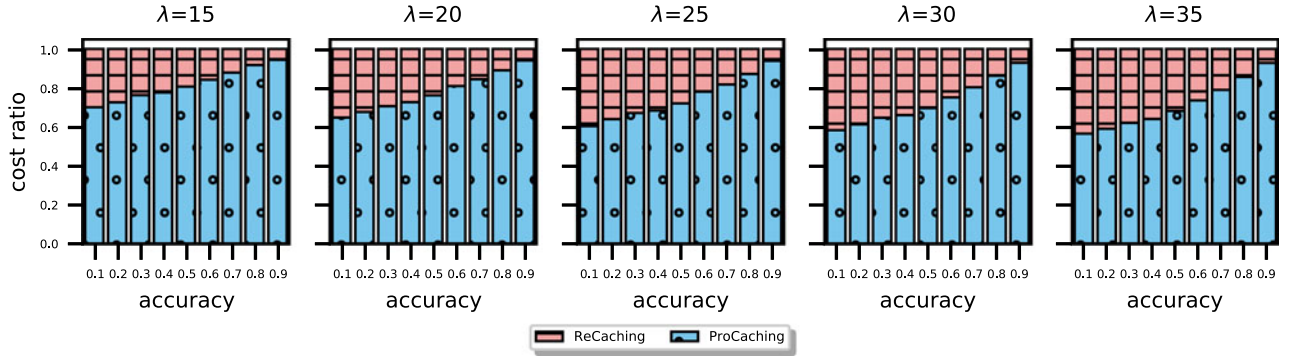 λ=15 λ=20 λ=25 λ=30 λ=35
cost ratio
1.0
0.8
0.6
0.4
0.2
0.0
0.1 0.2 0.3 0.4 0.5 0.6 0.7 0.8 0.9 0.1 0.2 0.3 0.4 0.5 0.6 0.7 0.8 0.9 0.1 0.2 0.3 0.4 0.5 0.6 0.7 0.8 0.9 0.1 0.2 0.3 0.4 0.5 0.6 0.7 0.8 0.9 0.1 0.2 0.3 0.4 0.5 0.6 0.7 0.8 0.9
accuracy accuracy accuracy accuracy accuracy
ReCaching ProCaching